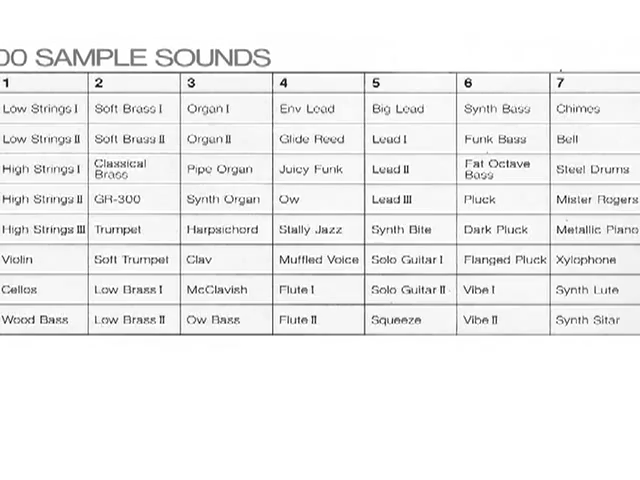 00 SAMPLE SOUNDS
1 2 3 4 5 6 7
Low Strings I Soft Brass I Organ I Env Lead Big Lead Synth Bass Chimes
Low Strings II Soft Brass II Organ II Glide Reed Lead I Funk Bass Bell
High Strings I Classical Brass Pipe Organ Juicy Funk Lead II Fat Octave Bass Steel Drums
High Strings II GR-300 Synth Organ Ow Lead III Pluck Mister Rogers
High Strings III Trumpet Harpsichord Stally Jazz Synth Bite Dark Pluck Metallic Piano
Violin Soft Trumpet Clav Muffled Voice Solo Guitar I Flanged Pluck Xylophone
Cellos Low Brass I McClavish Flute I Solo Guitar II Vibe I Synth Lute
Wood Bass Low Brass II Ow Bass Flute II Squeeze Vibe II Synth Sitar